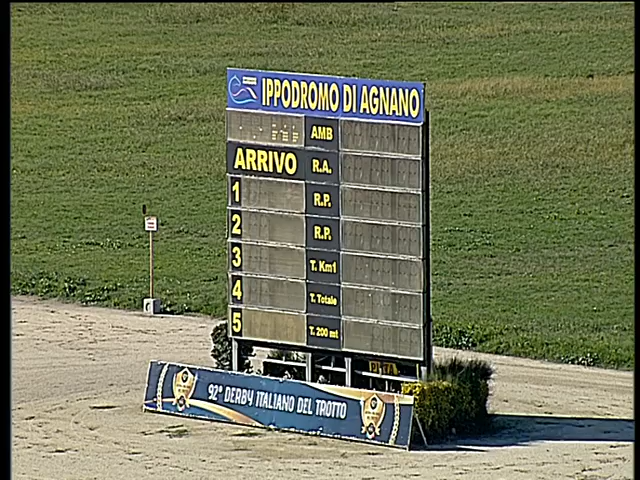 IPPODROMO DI AGNANO
AMB
ARRIVO R.A.
1 R.P.
2 R.P.
3 T. Km1
4 T. Totale
5 T. 200 mt
92° DERBY ITALIANO DEL TROTTO